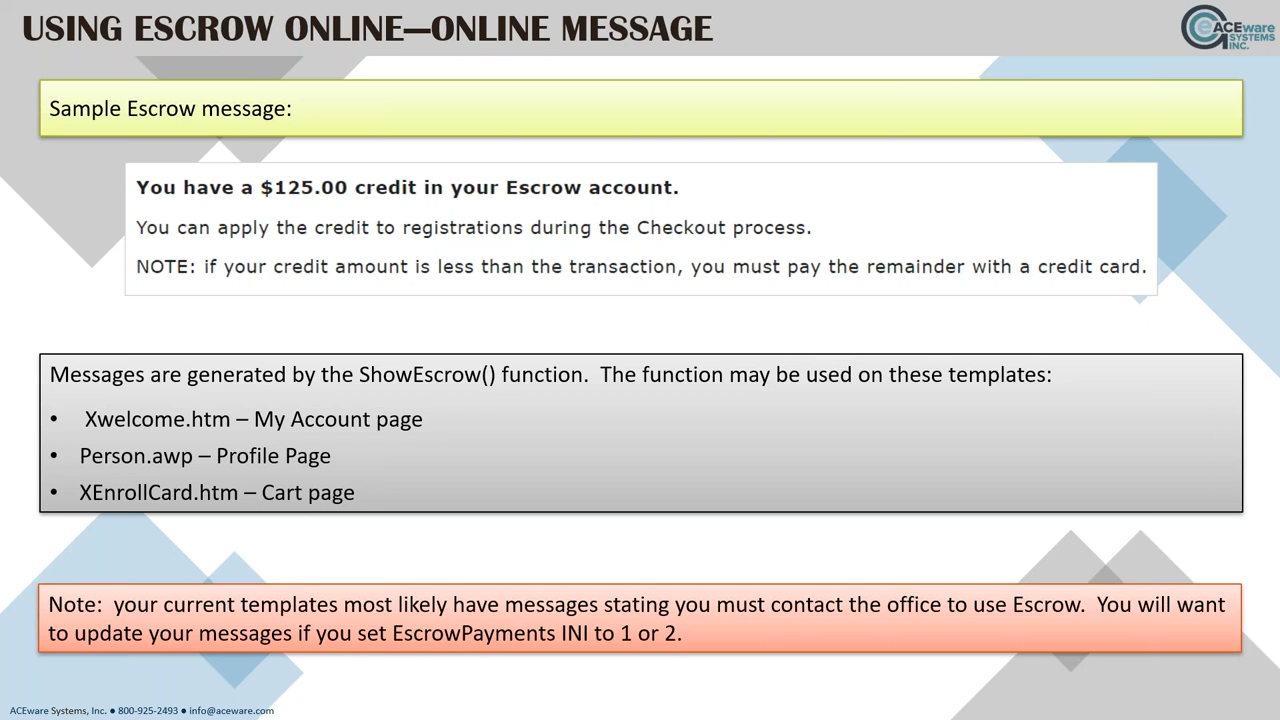 USING ESCROW ONLINE—ONLINE MESSAGE
ACEware
SYSTEMS
INC.
Sample Escrow message:
You have a $125.00 credit in your Escrow account.
You can apply the credit to registrations during the Checkout process.
NOTE: if your credit amount is less than the transaction, you must pay the remainder with a credit card.
Messages are generated by the ShowEscrow() function.  The function may be used on these templates:
• Xwelcome.htm – My Account page
• Person.awp – Profile Page
• XEnrollCard.htm – Cart page
Note:  your current templates most likely have messages stating you must contact the office to use Escrow.  You will want
to update your messages if you set EscrowPayments INI to 1 or 2.
ACEware Systems, Inc. ● 800-925-2493 ● info@aceware.com